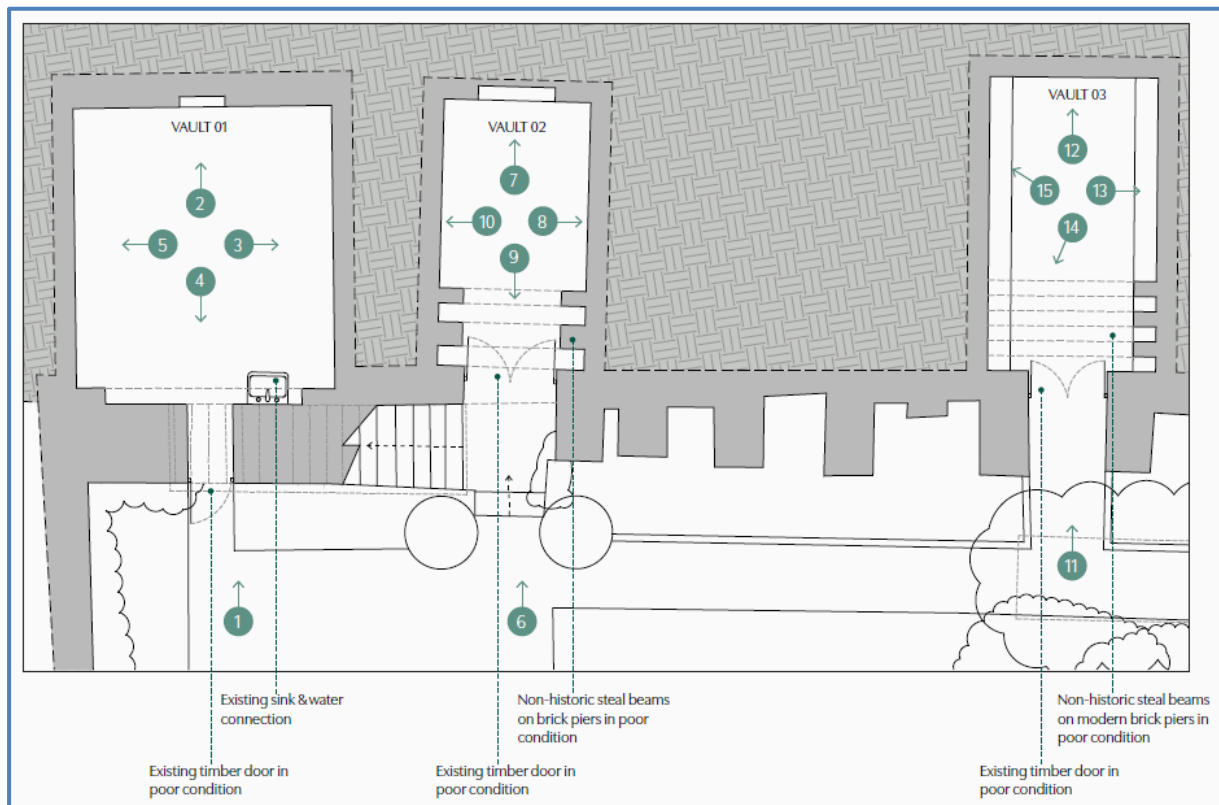 VAULT 01
VAULT 02
VAULT 03
2
5
3
4
7
10
8
9
12
15
13
14
1
6
11
Existing sink & water
connection
Non-historic steal beams
on brick piers in poor
condition
Non-historic steal beams
on modern brick piers in
poor condition
Existing timber door in
poor condition
Existing timber door in
poor condition
Existing timber door in
poor condition